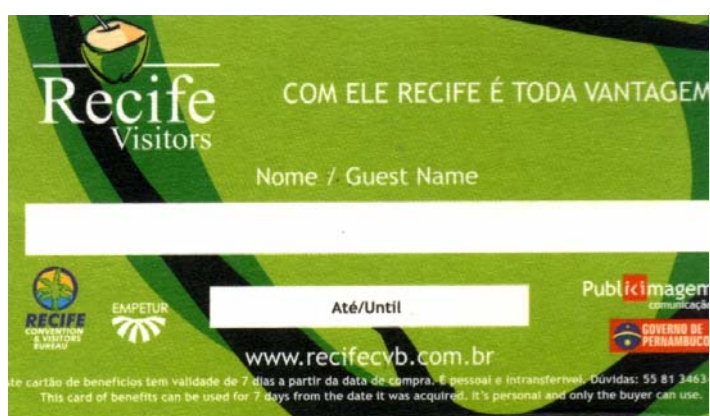 Recife
Visitors
COM ELE RECIFE É TODA VANTAGEM
Nome / Guest Name
RECIFE
CONVENTION
& VISITORS
BUREAU
EMPETUR
Até/Until
Publicimagem
comunicação
GOVERNO DE
PERNAMBUCO
www.recifecvb.com.br
te cartão de benefícios tem validade de 7 dias a partir da data de compra. É pessoal e intransferível. Dúvidas: 55 81 3463-
This card of benefits can be used for 7 days from the date it was acquired. It's personal and only the buyer can use.